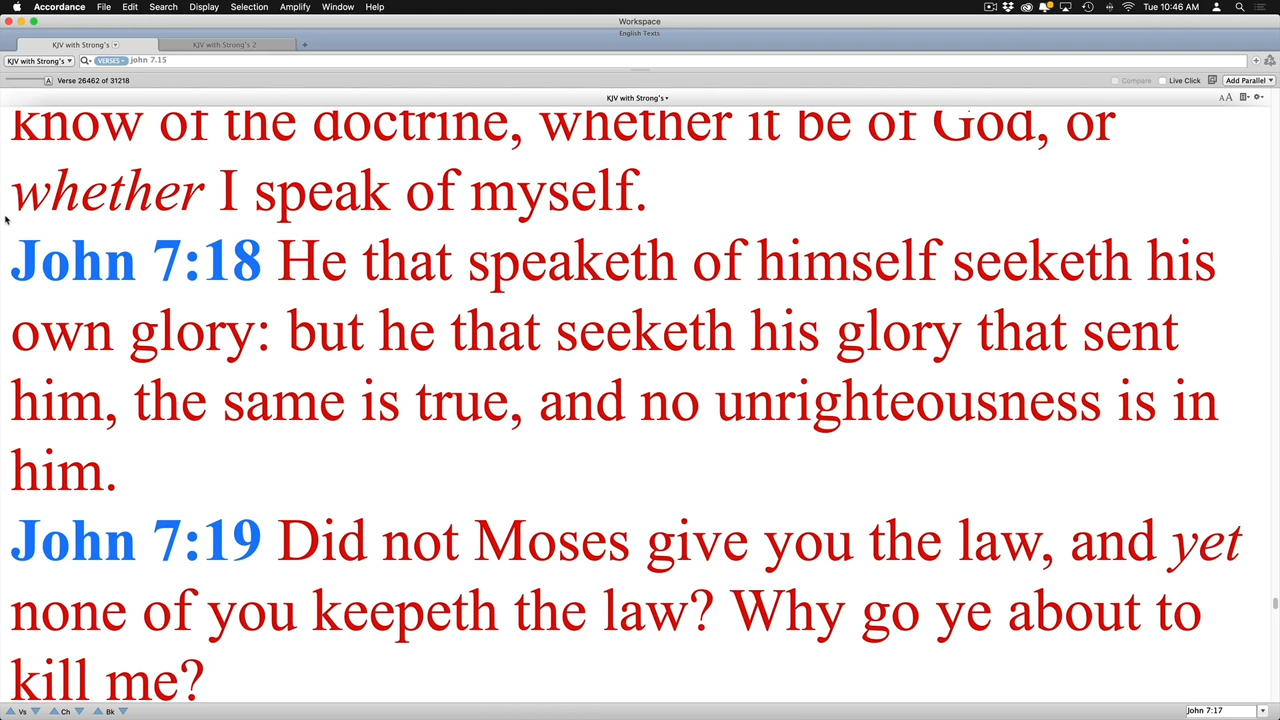 Accordance File Edit Search Display Selection Amplify Window Help Tue 10:46 AM
Workspace
English Texts
KJV with Strong's KJV with Strong's 2 +
KJV with Strong's VERSES john 7.15
A Verse 26462 of 31218 Compare Live Click Add Parallel
KJV with Strong's AA
know of the doctrine, whether it be of God, or
whether I speak of myself.
John 7:18 He that speaketh of himself seeketh his
own glory: but he that seeketh his glory that sent
him, the same is true, and no unrighteousness is in
him.
John 7:19 Did not Moses give you the law, and yet
none of you keepeth the law? Why go ye about to
kill me?
Vs Ch Bk John 7:17